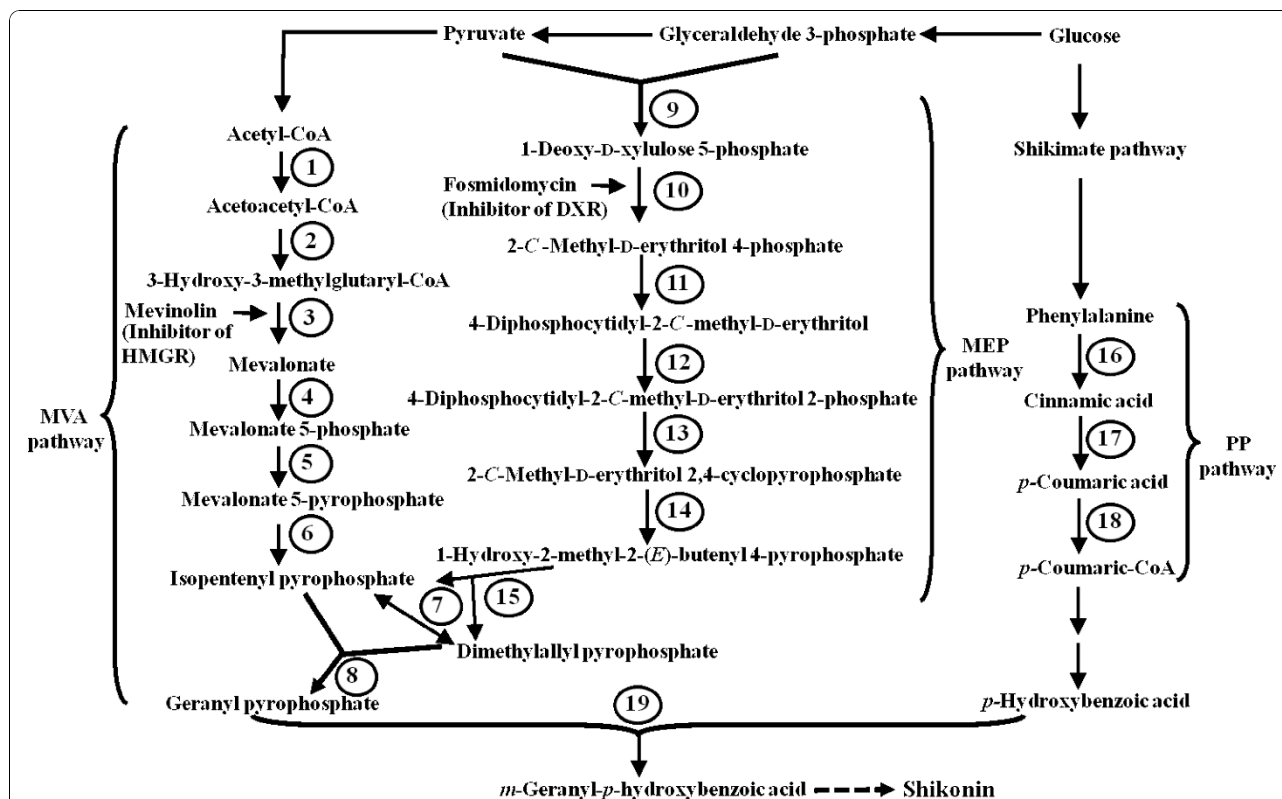 Pyruvate
Glyceraldehyde 3-phosphate
Glucose
9
Acetyl-CoA
1-Deoxy-D-xylulose 5-phosphate
Shikimate pathway
1
Fosmidomycin
(Inhibitor of DXR)
10
Acetoacetyl-CoA
2
2-C-Methyl-D-erythritol 4-phosphate
3-Hydroxy-3-methylglutaryl-CoA
11
Mevinolin
(Inhibitor of
HMGR)
3
4-Diphosphocytidyl-2-C-methyl-D-erythritol
Phenylalanine
MEP
pathway
Mevalonate
12
16
MVA
pathway
4
4-Diphosphocytidyl-2-C-methyl-D-erythritol 2-phosphate
Cinnamic acid
Mevalonate 5-phosphate
13
17
PP
pathway
5
2-C-Methyl-D-erythritol 2,4-cyclopyrophosphate
p-Coumaric acid
Mevalonate 5-pyrophosphate
14
18
6
1-Hydroxy-2-methyl-2-(E)-butenyl 4-pyrophosphate
p-Coumaric-CoA
Isopentenyl pyrophosphate
7
15
Dimethylallyl pyrophosphate
8
Geranyl pyrophosphate
19
p-Hydroxybenzoic acid
m-Geranyl-p-hydroxybenzoic acid
Shikonin